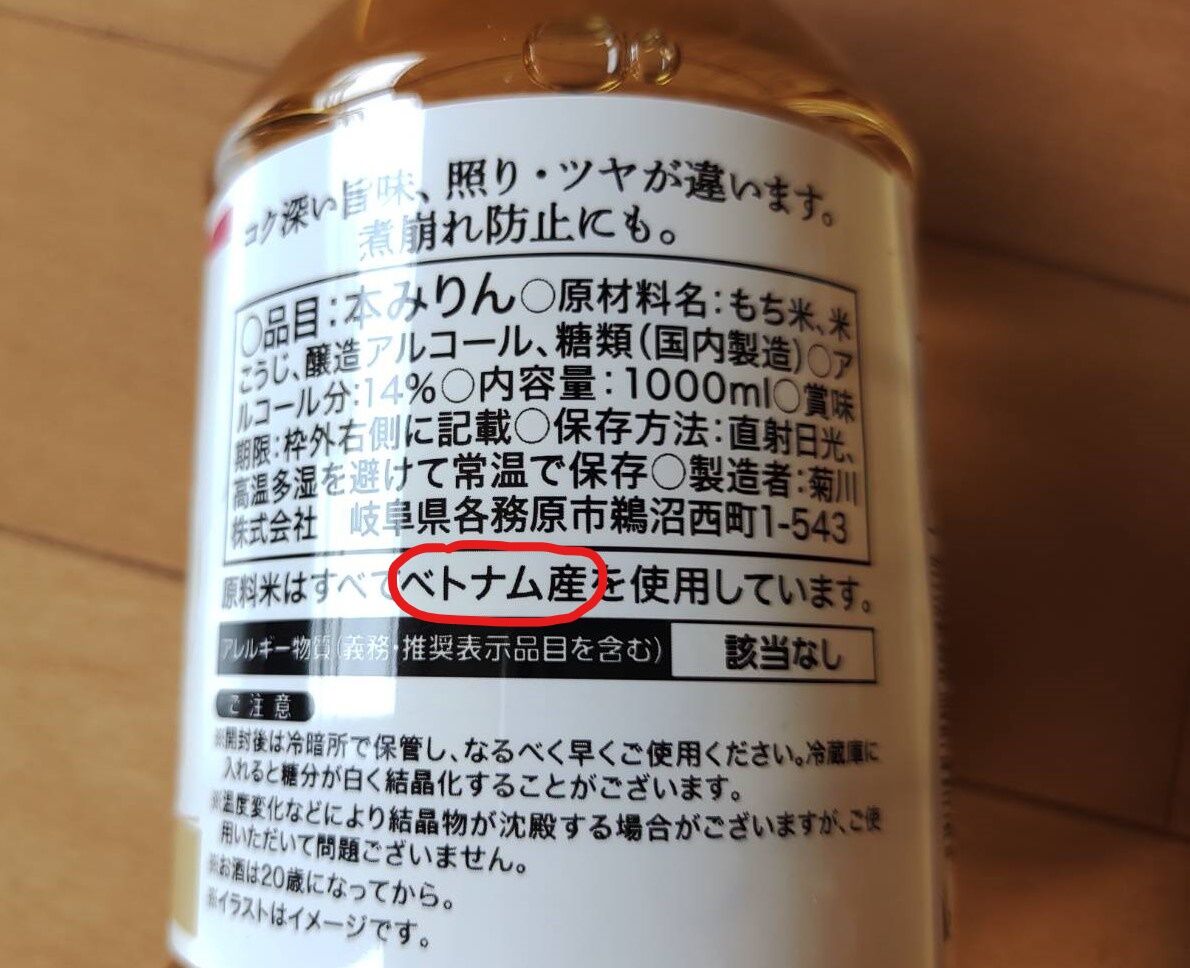 コク深い旨味、照り・ツヤが違います。
煮崩れ防止にも。
○品目:本みりん○原材料名:もち米、米
こうじ、醸造アルコール、糖類(国内製造)○ア
ルコール分:14%○内容量:1000ml○賞味
期限:枠外右側に記載○保存方法:直射日光、
高温多湿を避けて常温で保存○製造者:菊川
株式会社 岐阜県各務原市鵜沼西町1-543
原料米はすべてベトナム産を使用しています。
アレルギー物質(義務・推奨表示品目を含む) 該当なし
ご注意
※開封後は冷暗所で保管し、なるべく早くご使用ください。冷蔵庫に
入れると糖分が白く結晶化することがございます。
※温度変化などにより結晶物が沈殿する場合がございますが、ご使
用いただいて問題ございません。
※お酒は20歳になってから。
※イラストはイメージです。